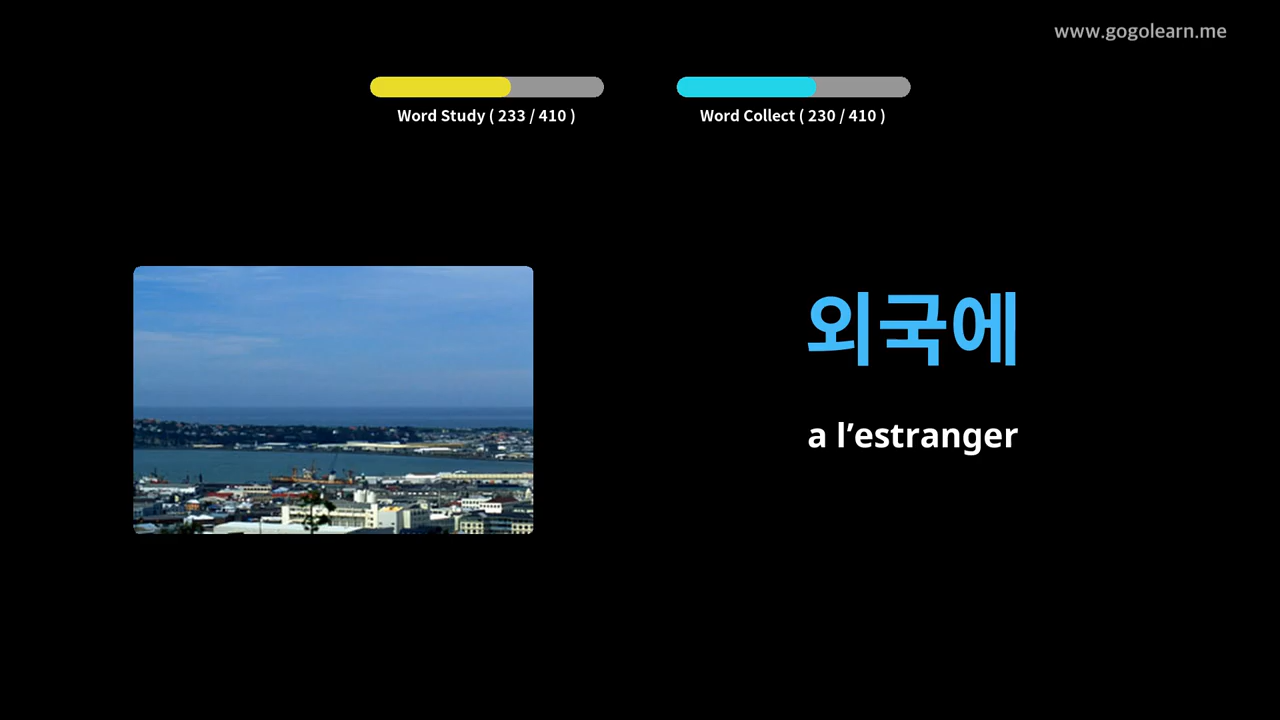 www.gogolearn.me
Word Study ( 233 / 410 )
Word Collect ( 230 / 410 )
외국에
a l’estranger